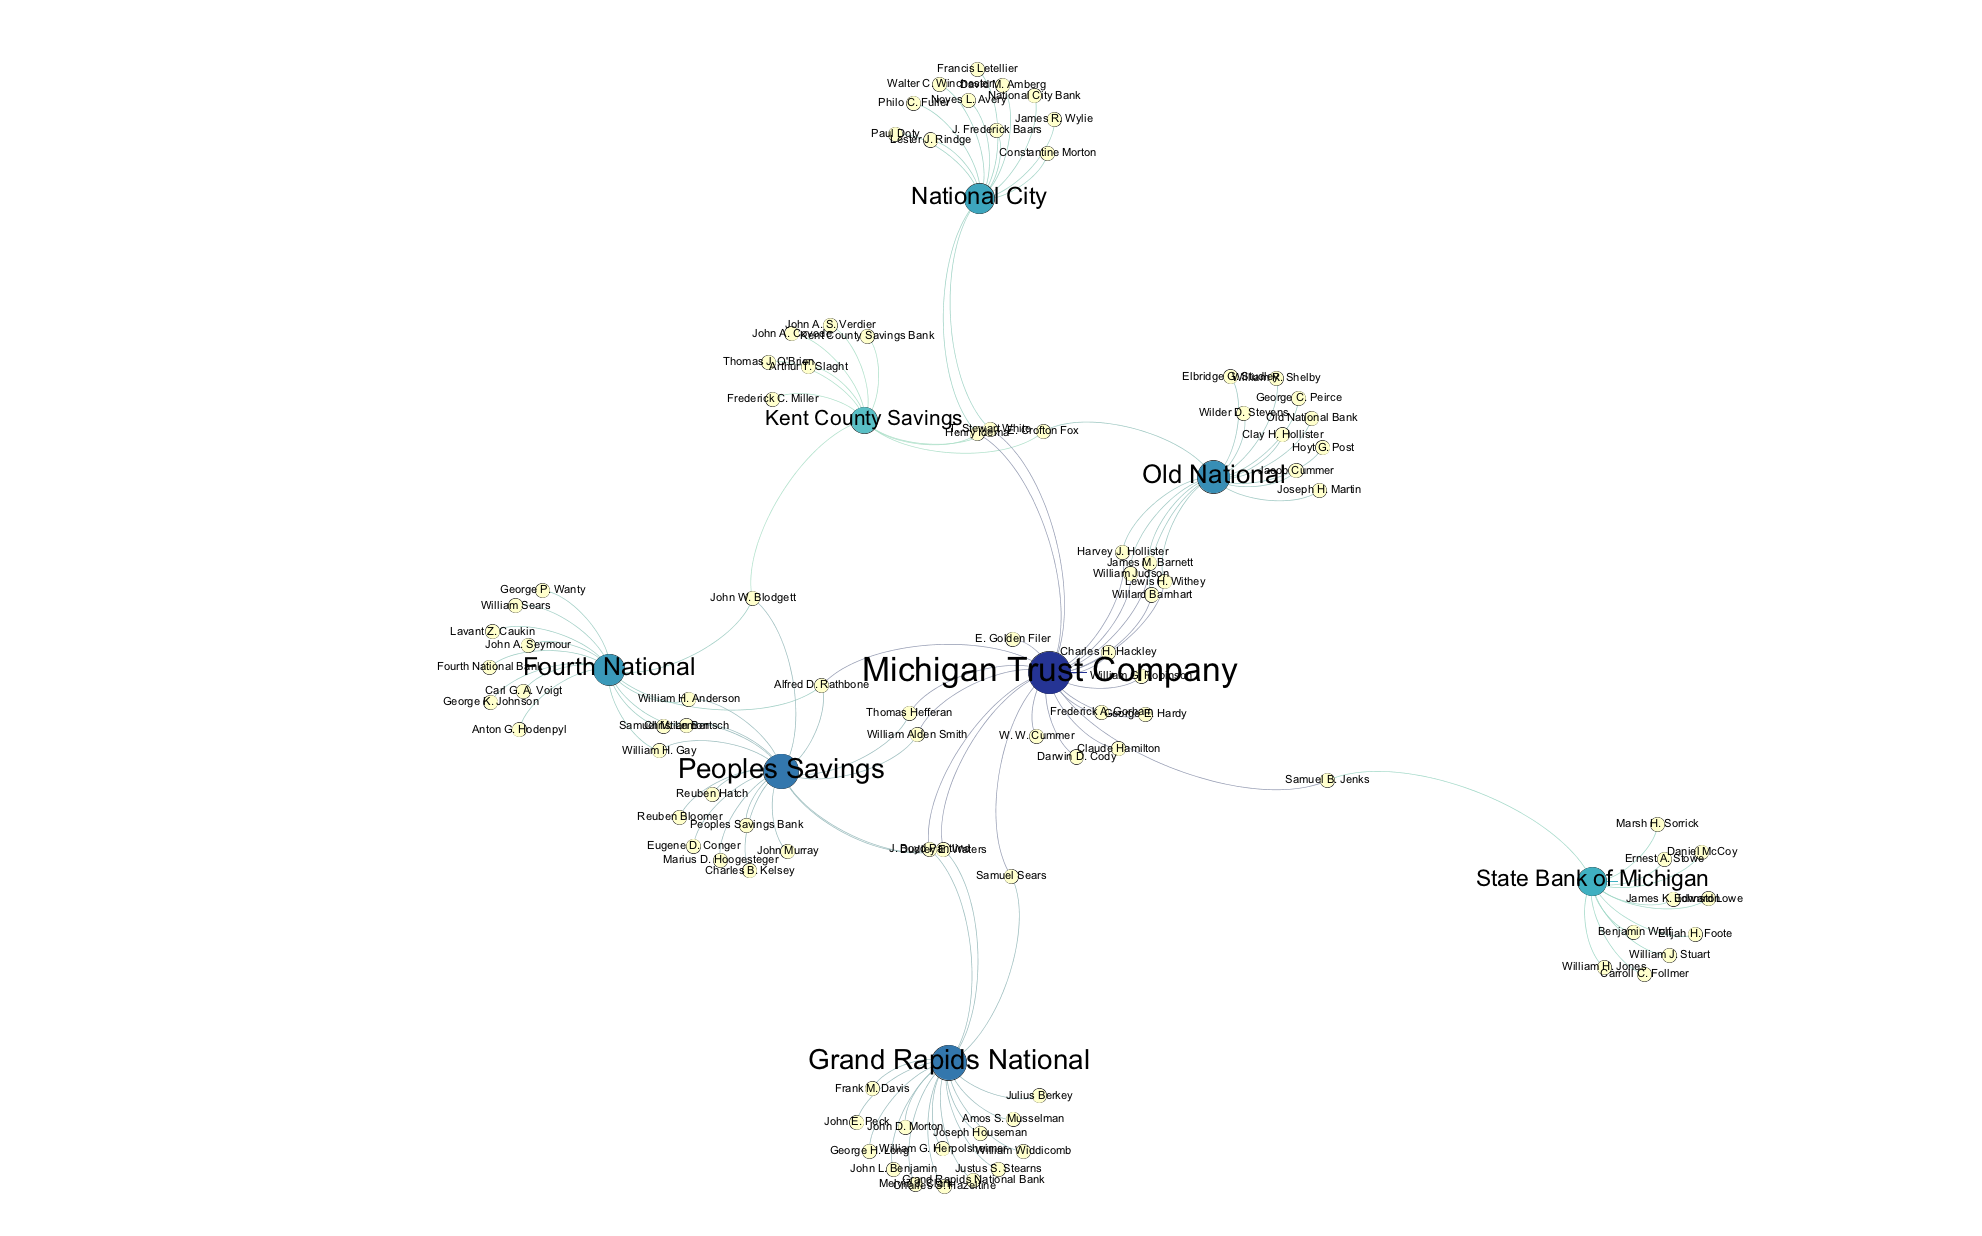 Francis Letellier
Walter C. Winchester
David M. Amberg
National City Bank
Philo C. Fuller
Noyes L. Avery
James R. Wylie
J. Frederick Baars
Paul Doty
Lester J. Rindge
Constantine Morton
National City
John A. S. Verdier
John A. Covode
Kent County Savings Bank
Thomas J. O'Brien
Arthur T. Slaght
Frederick C. Miller
Kent County Savings
Stewart White
Henry Idema
E. Crofton Fox
Elbridge G. Studley
William R. Shelby
George C. Peirce
Wilder D. Stevens
Old National Bank
Clay H. Hollister
Hoyt G. Post
Jacob Cummer
Old National
Joseph H. Martin
Harvey J. Hollister
James M. Barnett
William Judson
Lewis H. Withey
Willard Barnhart
George P. Wanty
John W. Blodgett
William Sears
Lavant Z. Caukin
John A. Seymour
E. Golden Filer
Charles H. Hackley
Fourth National Bank
Fourth National
Michigan Trust Company
William G. Robinson
Alfred D. Rathbone
Carl G. A. Voigt
George K. Johnson
William H. Anderson
Thomas Hefferan
Frederick A. Gorham
George E. Hardy
Anton G. Hodenpyl
Samuel M. Lemon
Christian Bertsch
William Alden Smith
W. W. Cummer
William H. Gay
Claude Hamilton
Darwin D. Cody
Peoples Savings
Samuel B. Jenks
Reuben Hatch
Reuben Bloomer
Peoples Savings Bank
Marsh H. Sorrick
Eugene D. Conger
John Murray
J. Boyd Pantlind
Dudley E. Waters
Marius D. Hoogesteger
Charles B. Kelsey
Samuel Sears
Daniel McCoy
Ernest A. Stowe
State Bank of Michigan
James K. Johnston
Edward Lowe
Benjamin Wolf
Elijah H. Foote
William J. Stuart
William H. Jones
Carroll C. Follmer
Grand Rapids National
Frank M. Davis
Julius Berkey
John E. Peck
John D. Morton
Amos S. Musselman
Joseph Houseman
George H. Long
William G. Herpolsheimer
William Widdicomb
John L. Benjamin
Justus S. Stearns
Grand Rapids National Bank
Melvin J. Clark
Charles S. Hazeltine